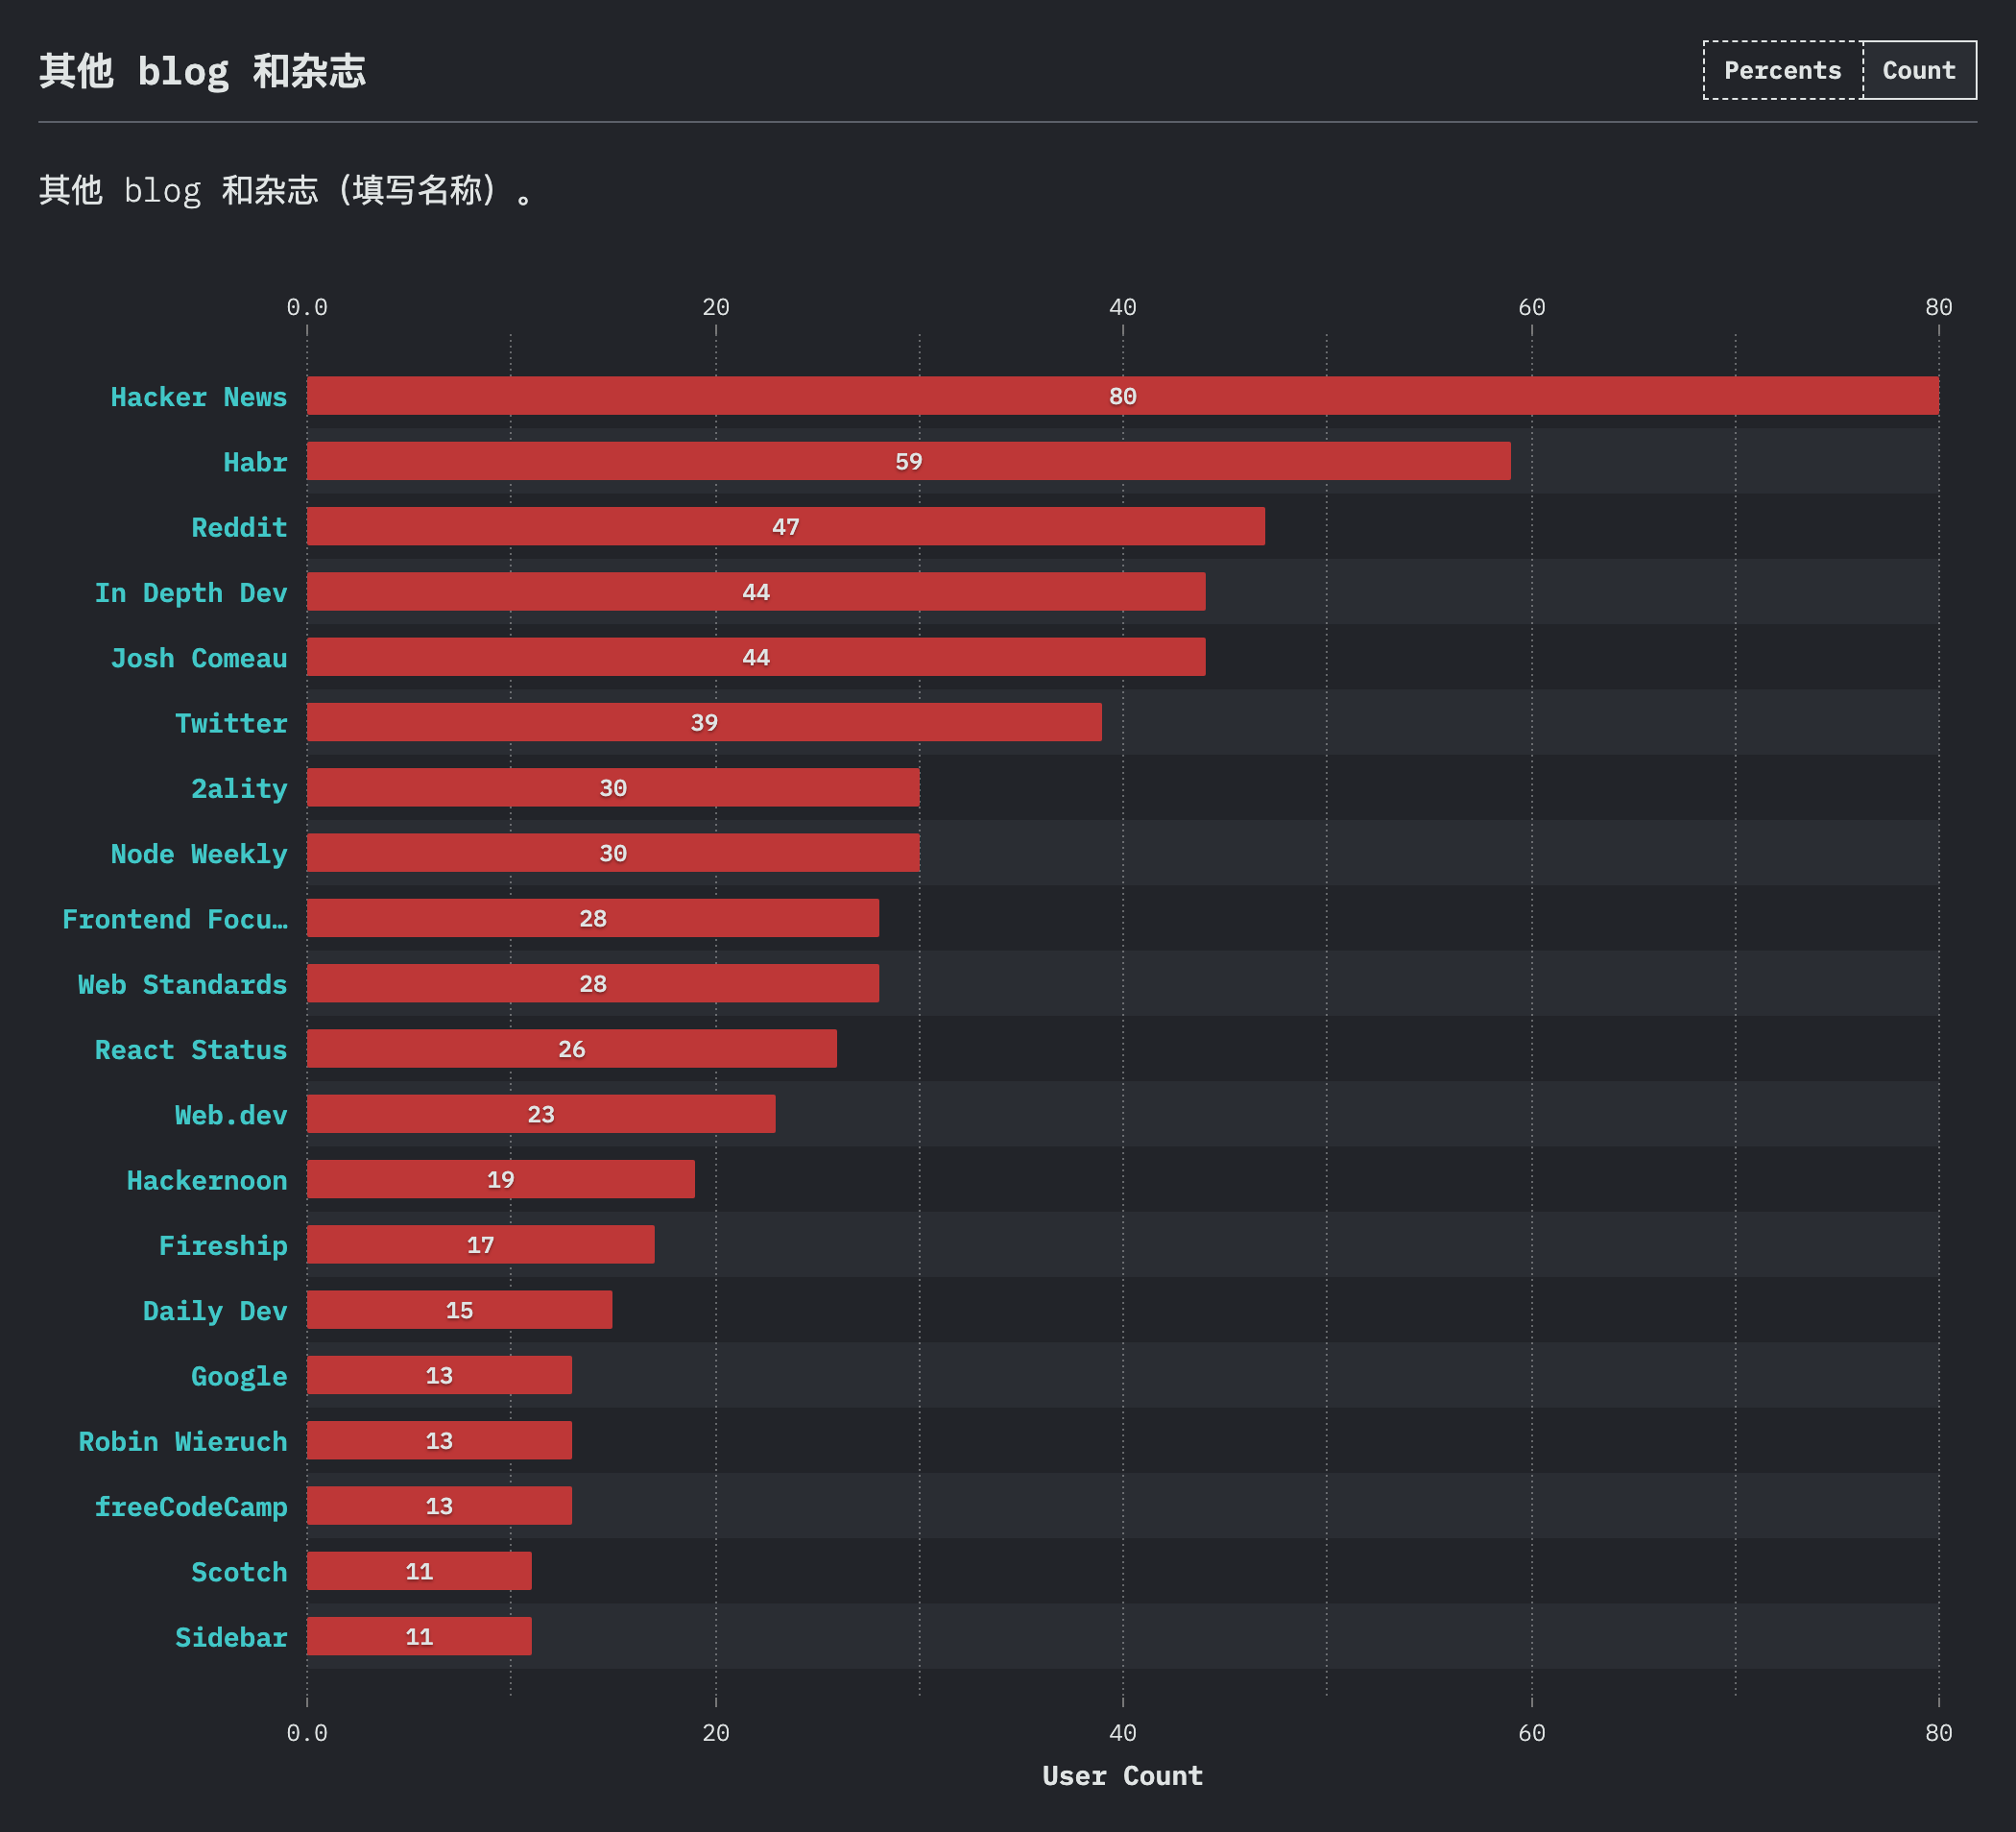 其他 blog 和杂志
Percents Count
其他 blog 和杂志（填写名称）。
0.0 20 40 60 80
Hacker News 80
Habr 59
Reddit 47
In Depth Dev 44
Josh Comeau 44
Twitter 39
2ality 30
Node Weekly 30
Frontend Focu… 28
Web Standards 28
React Status 26
Web.dev 23
Hackernoon 19
Fireship 17
Daily Dev 15
Google 13
Robin Wieruch 13
freeCodeCamp 13
Scotch 11
Sidebar 11
0.0 20 40 60 80
User Count